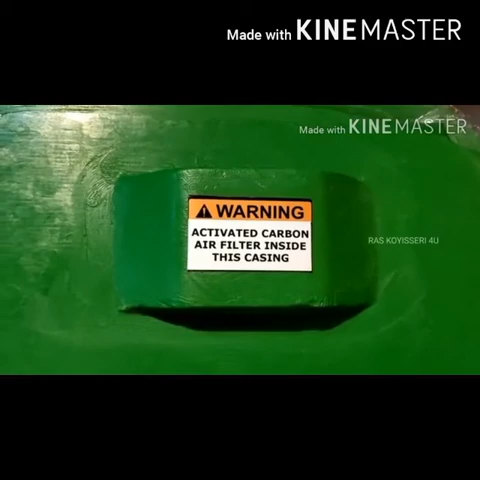 Made with KINEMASTER
Made with KINEMASTER
WARNING
ACTIVATED CARBON
AIR FILTER INSIDE
THIS CASING
RAS KOYISSERI 4U